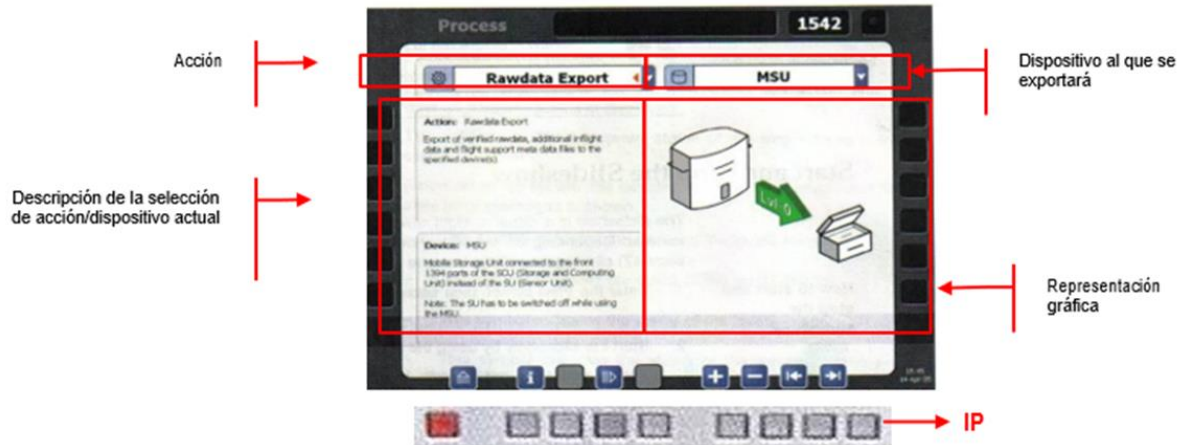 Process
1542
Acción
Dispositivo al que se
exportará
Rawdata Export
MSU
Action: Rawdata Export
Export of verified rawdata, additional inflight
data and flight support meta data files to the
specified device(s)
Lvl-0
Descripción de la selección
de acción/dispositivo actual
Device: MSU
Mobile Storage Unit connected to the front
1394 ports of the SCU (Storage and Computing
Unit) instead of the SU (Sensor Unit).
Note: The SU has to be switched off while using
the MSU.
Representación
gráfica
IP